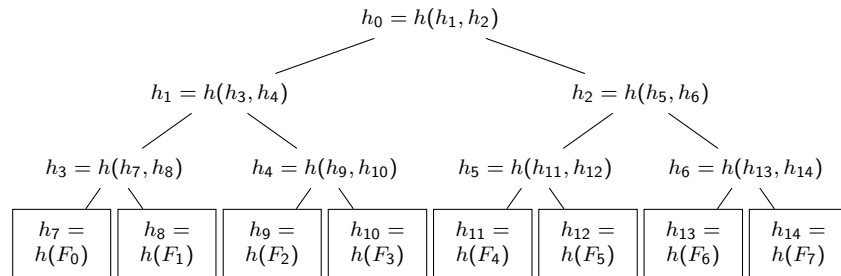 h₀ = h(h₁, h₂)
h₁ = h(h₃, h₄) h₂ = h(h₅, h₆)
h₃ = h(h₇, h₈) h₄ = h(h₉, h₁₀) h₅ = h(h₁₁, h₁₂) h₆ = h(h₁₃, h₁₄)
h₇ = h₈ = h₉ = h₁₀ = h₁₁ = h₁₂ = h₁₃ = h₁₄ =
h(F₀) h(F₁) h(F₂) h(F₃) h(F₄) h(F₅) h(F₆) h(F₇)